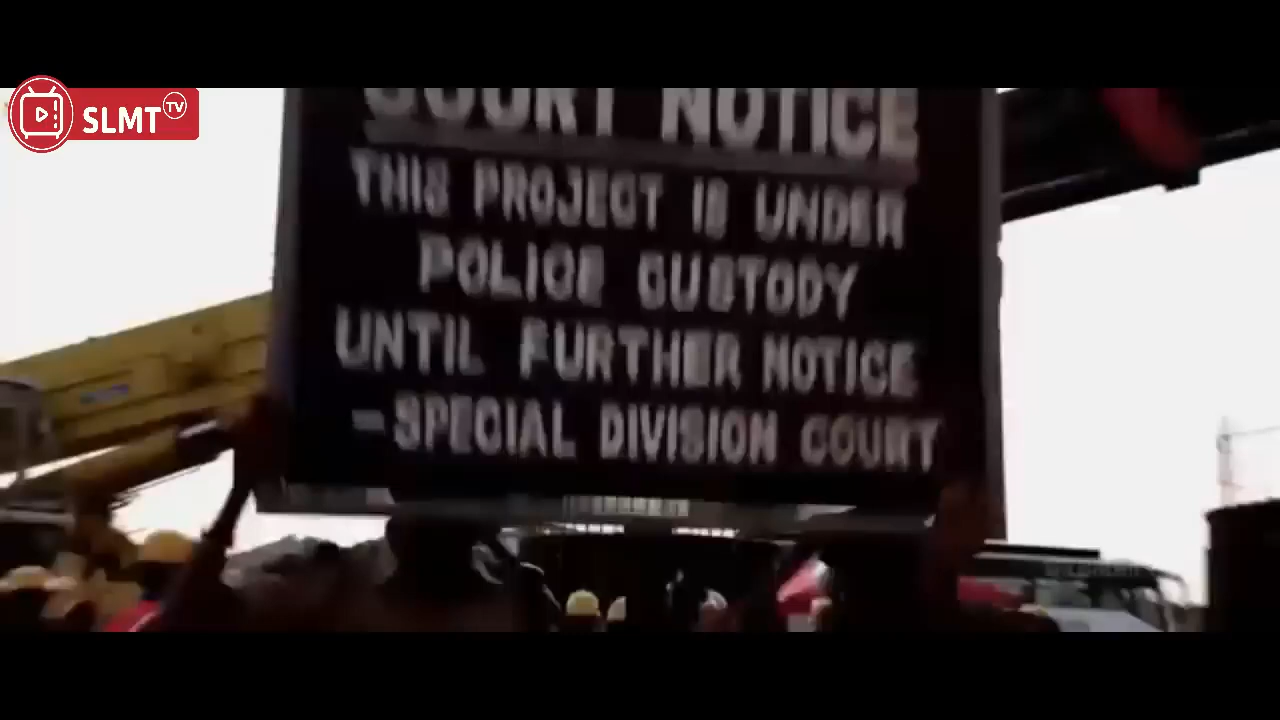 SLMT TV
COURT NOTICE
THIS PROJECT IS UNDER
POLICE CUSTODY
UNTIL FURTHER NOTICE
-SPECIAL DIVISION COURT